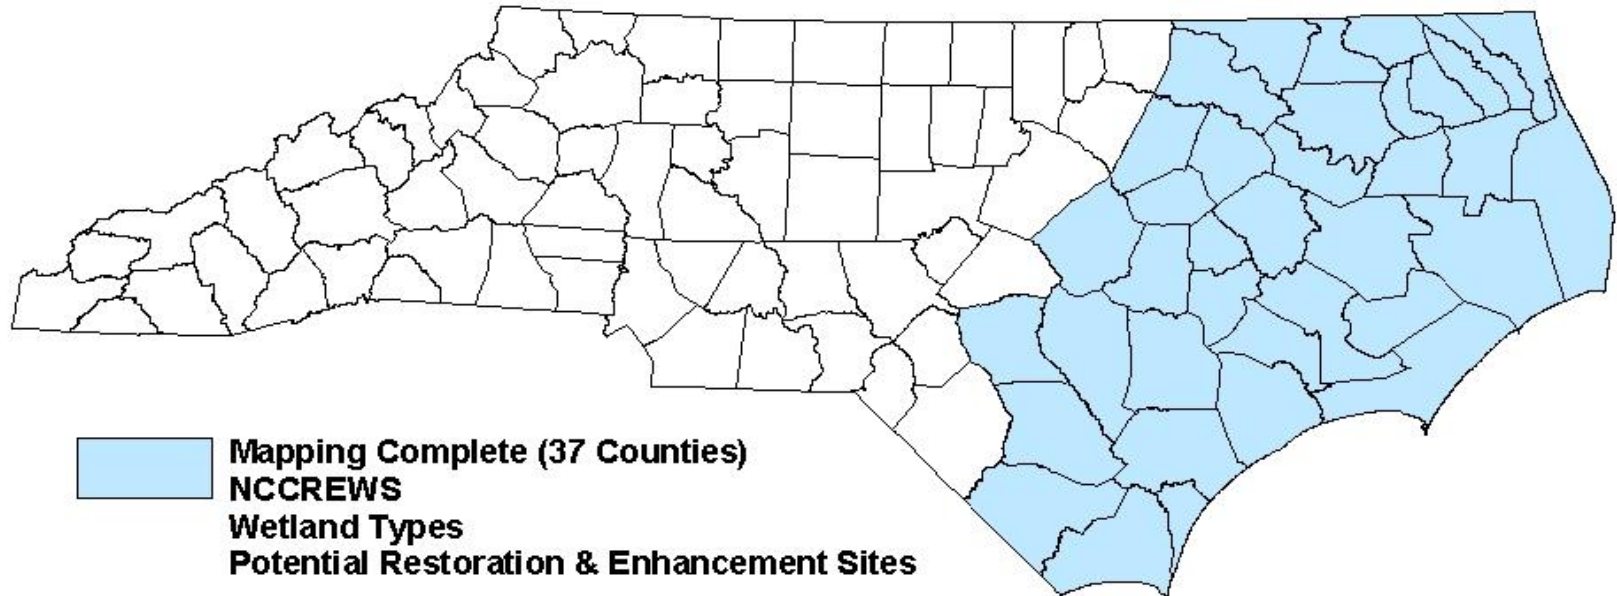 Mapping Complete (37 Counties)
NCCREWS
Wetland Types
Potential Restoration & Enhancement Sites